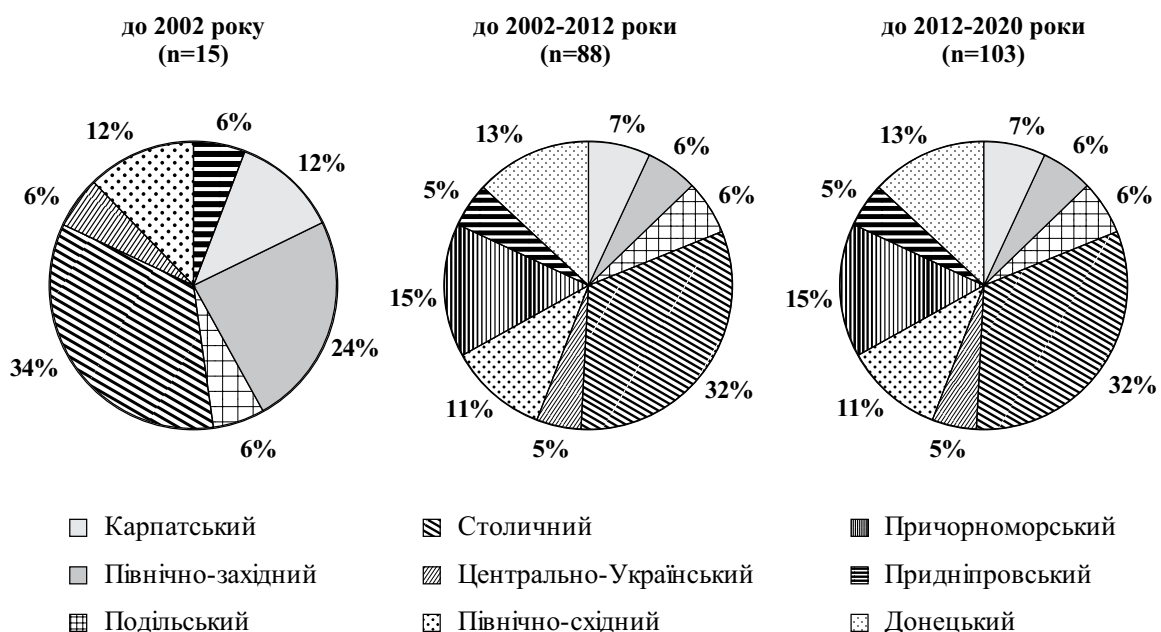 до 2002 року
(n=15)
до 2002-2012 роки
(n=88)
до 2012-2020 роки
(n=103)
6%
12%
24%
6%
34%
6%
12%
7%
6%
6%
32%
5%
11%
15%
5%
13%
7%
6%
6%
32%
5%
11%
15%
5%
13%
Карпатський
Північно-західний
Подільський
Столичний
Центрально-Український
Північно-східний
Причорноморський
Придніпровський
Донецький